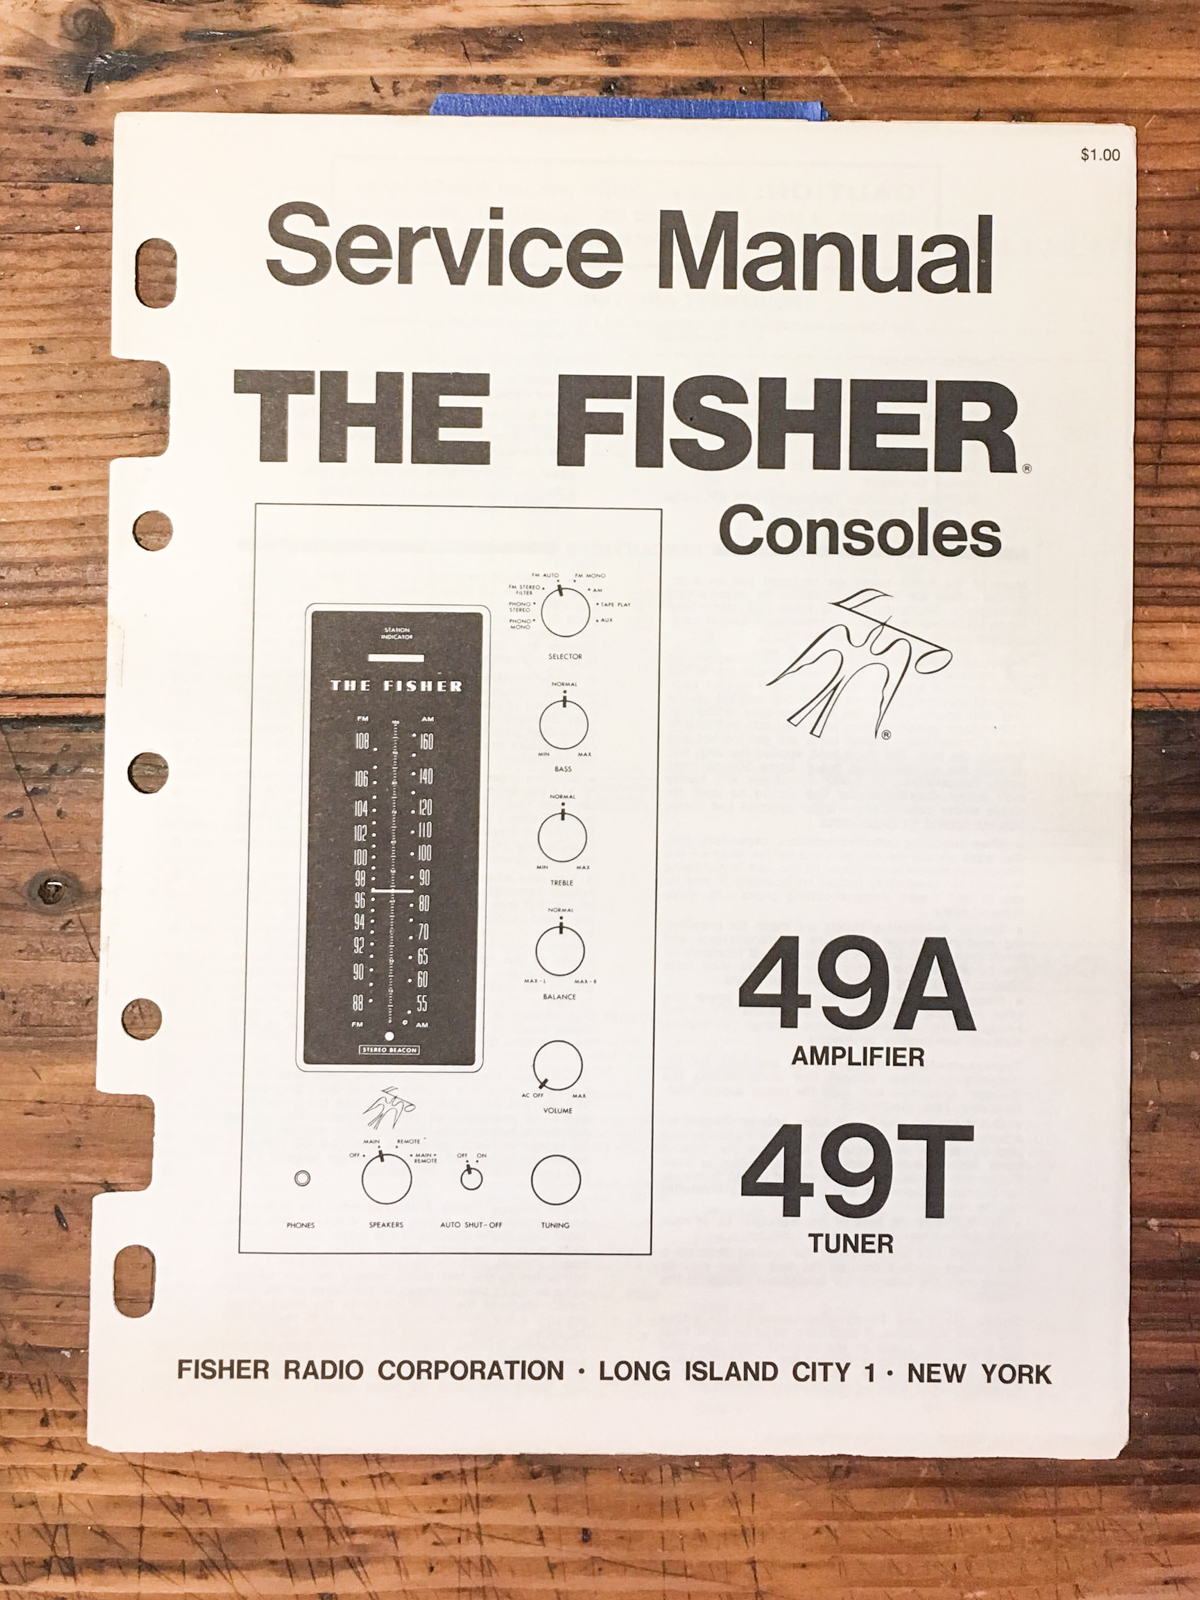 $1.00
Service Manual
THE FISHER®
Consoles
FM AUTO FM MONO
FM STEREO FILTER AM
PHONO STEREO TAPE PLAY
PHONO MONO AUX
SELECTOR
STATION
INDICATOR
THE FISHER
FM AM
108 160
106 140
104 120
102 110
100 100
98 90
96 80
94 70
92 65
90 60
88 55
FM AM
STEREO BEACON
NORMAL
MIN MAX
BASS
NORMAL
MIN MAX
TREBLE
NORMAL
MAX-L MAX-R
BALANCE
AC OFF MAX
VOLUME
®
49A
AMPLIFIER
49T
TUNER
MAIN REMOTE
OFF MAIN+ REMOTE
OFF ON
PHONES SPEAKERS AUTO SHUT-OFF TUNING
FISHER RADIO CORPORATION · LONG ISLAND CITY 1 · NEW YORK